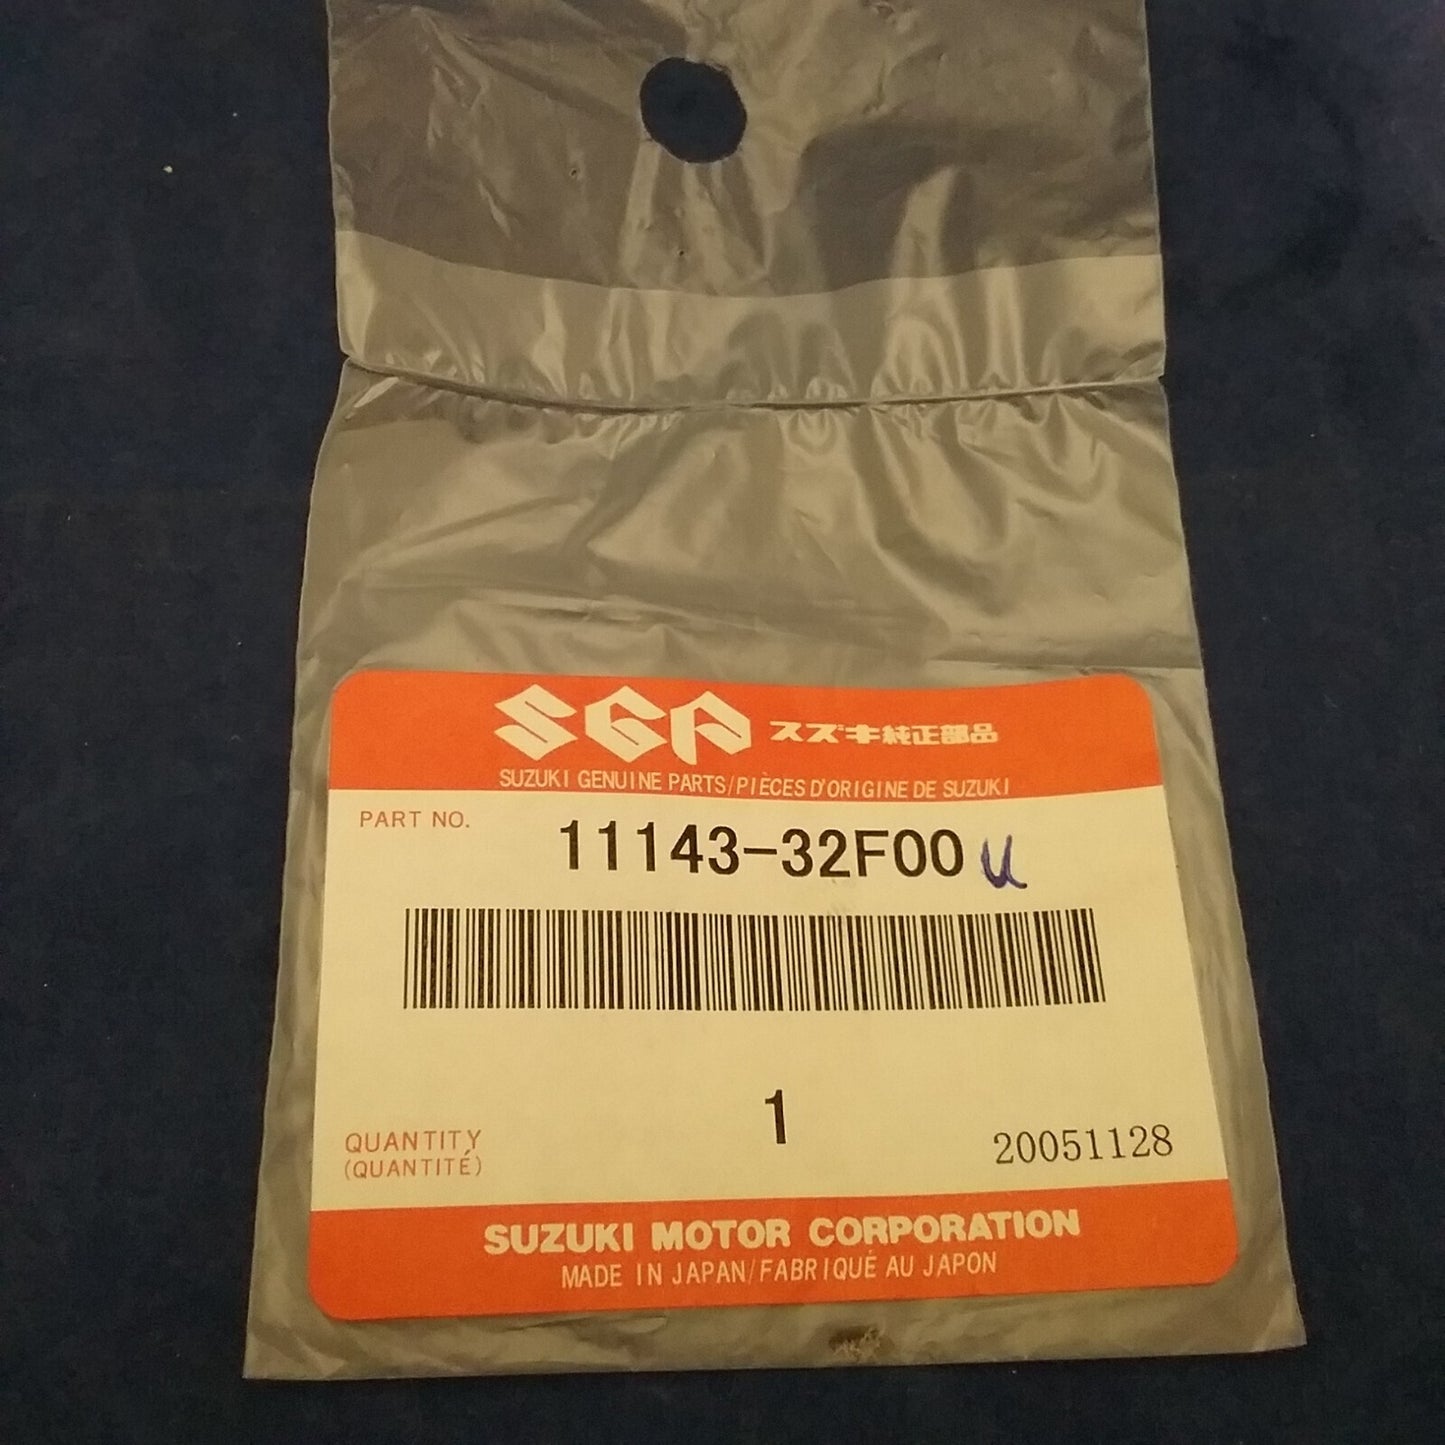 SGP スズキ純正部品
SUZUKI GENUINE PARTS/PIÈCES D'ORIGINE DE SUZUKI
PART NO.
11143-32F00 u
1
QUANTITY
(QUANTITÉ)
20051128
SUZUKI MOTOR CORPORATION
MADE IN JAPAN/FABRIQUÉ AU JAPON